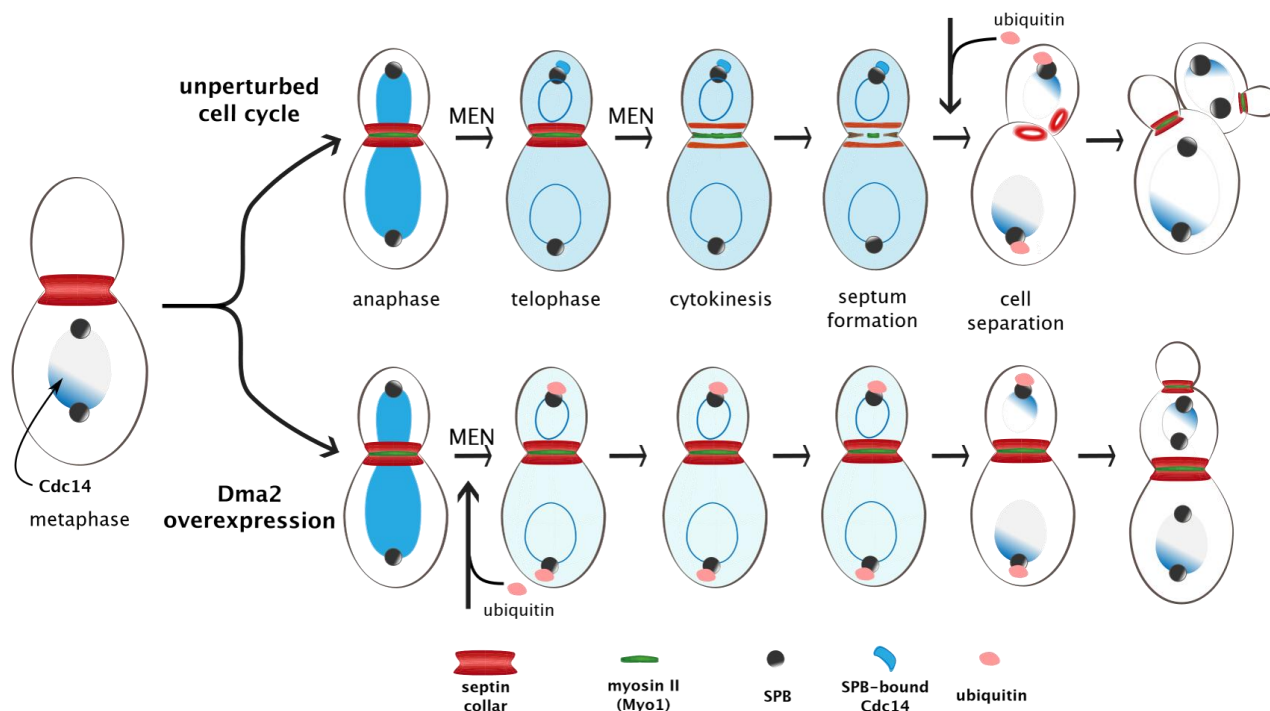 ubiquitin
unperturbed
cell cycle
MEN
MEN
anaphase
telophase
cytokinesis
septum
formation
cell
separation
Cdc14
metaphase
Dma2
overexpression
MEN
ubiquitin
septin
collar
myosin II
(Myo1)
SPB
SPB-bound
Cdc14
ubiquitin